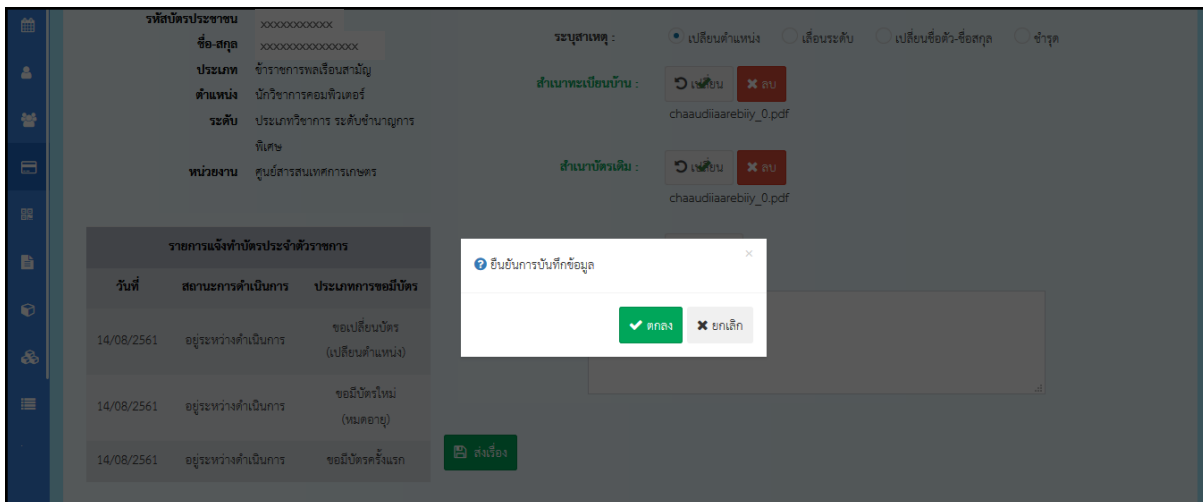 รหัสบัตรประชาชน xxxxxxxxxxx
ชื่อ-สกุล xxxxxxxxxxxxxxx
ประเภท ข้าราชการพลเรือนสามัญ
ตำแหน่ง นักวิชาการคอมพิวเตอร์
ระดับ ประเภทวิชาการ ระดับชำนาญการ
พิเศษ
หน่วยงาน ศูนย์สารสนเทศการเกษตร
ระบุสาเหตุ : เปลี่ยนตำแหน่ง เลื่อนระดับ เปลี่ยนชื่อตัว-ชื่อสกุล ชำรุด
สำเนาทะเบียนบ้าน : เปลี่ยน ลบ
chaaudiiaarebiiy_0.pdf
สำเนาบัตรเดิม : เปลี่ยน ลบ
chaaudiiaarebiiy_0.pdf
รายการแจ้งทำบัตรประจำตัวราชการ
วันที่ สถานะการดำเนินการ ประเภทการขอมีบัตร
14/08/2561 อยู่ระหว่างดำเนินการ ขอเปลี่ยนบัตร
(เปลี่ยนตำแหน่ง)
14/08/2561 อยู่ระหว่างดำเนินการ ขอมีบัตรใหม่
(หมดอายุ)
14/08/2561 อยู่ระหว่างดำเนินการ ขอมีบัตรครั้งแรก
ยืนยันการบันทึกข้อมูล
ตกลง ยกเลิก
ส่งเรื่อง